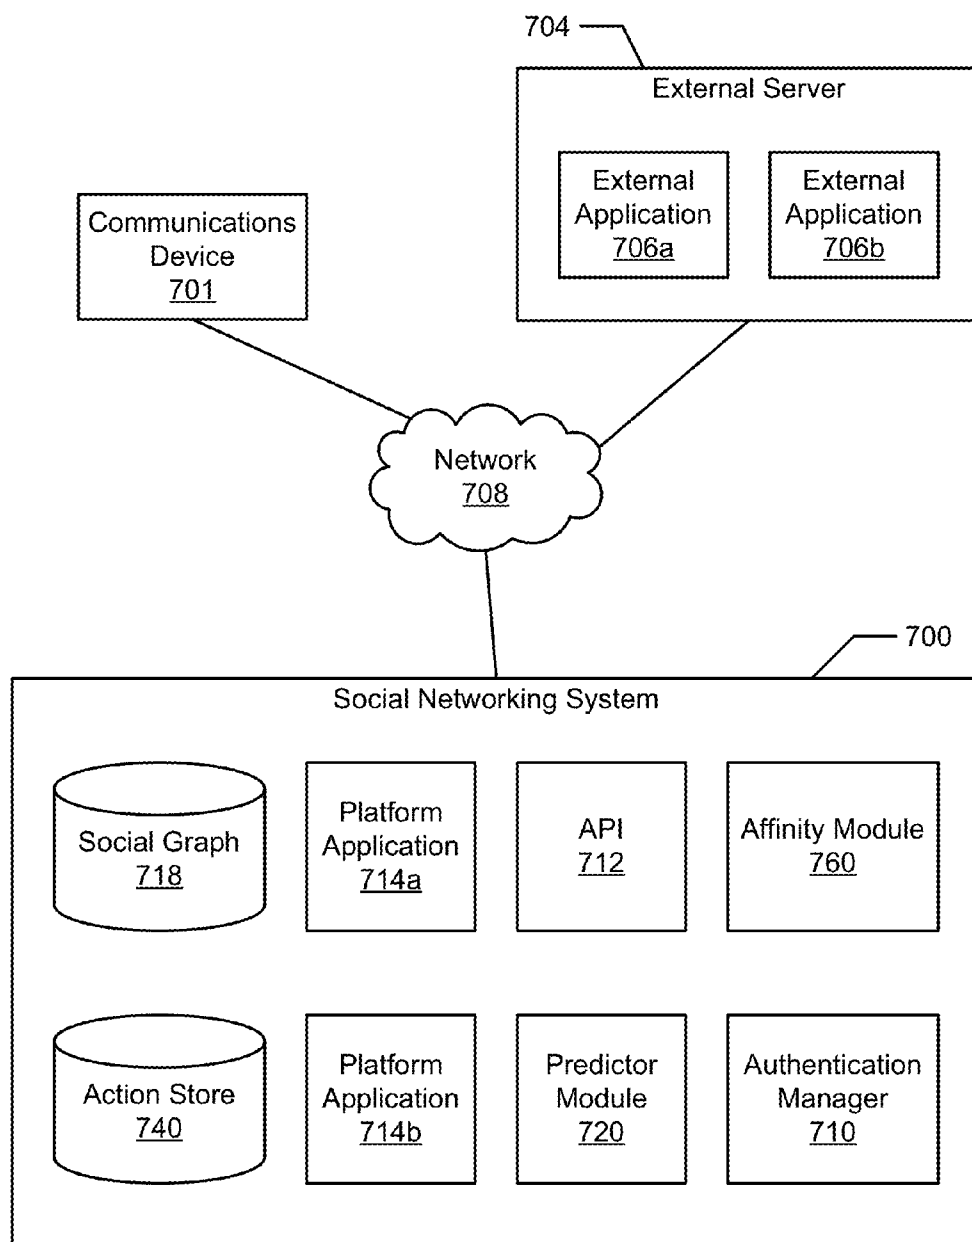 704
External Server
External
Application
706a
External
Application
706b
Communications
Device
701
Network
708
700
Social Networking System
Social Graph
718
Platform
Application
714a
API
712
Affinity Module
760
Action Store
740
Platform
Application
714b
Predictor
Module
720
Authentication
Manager
710